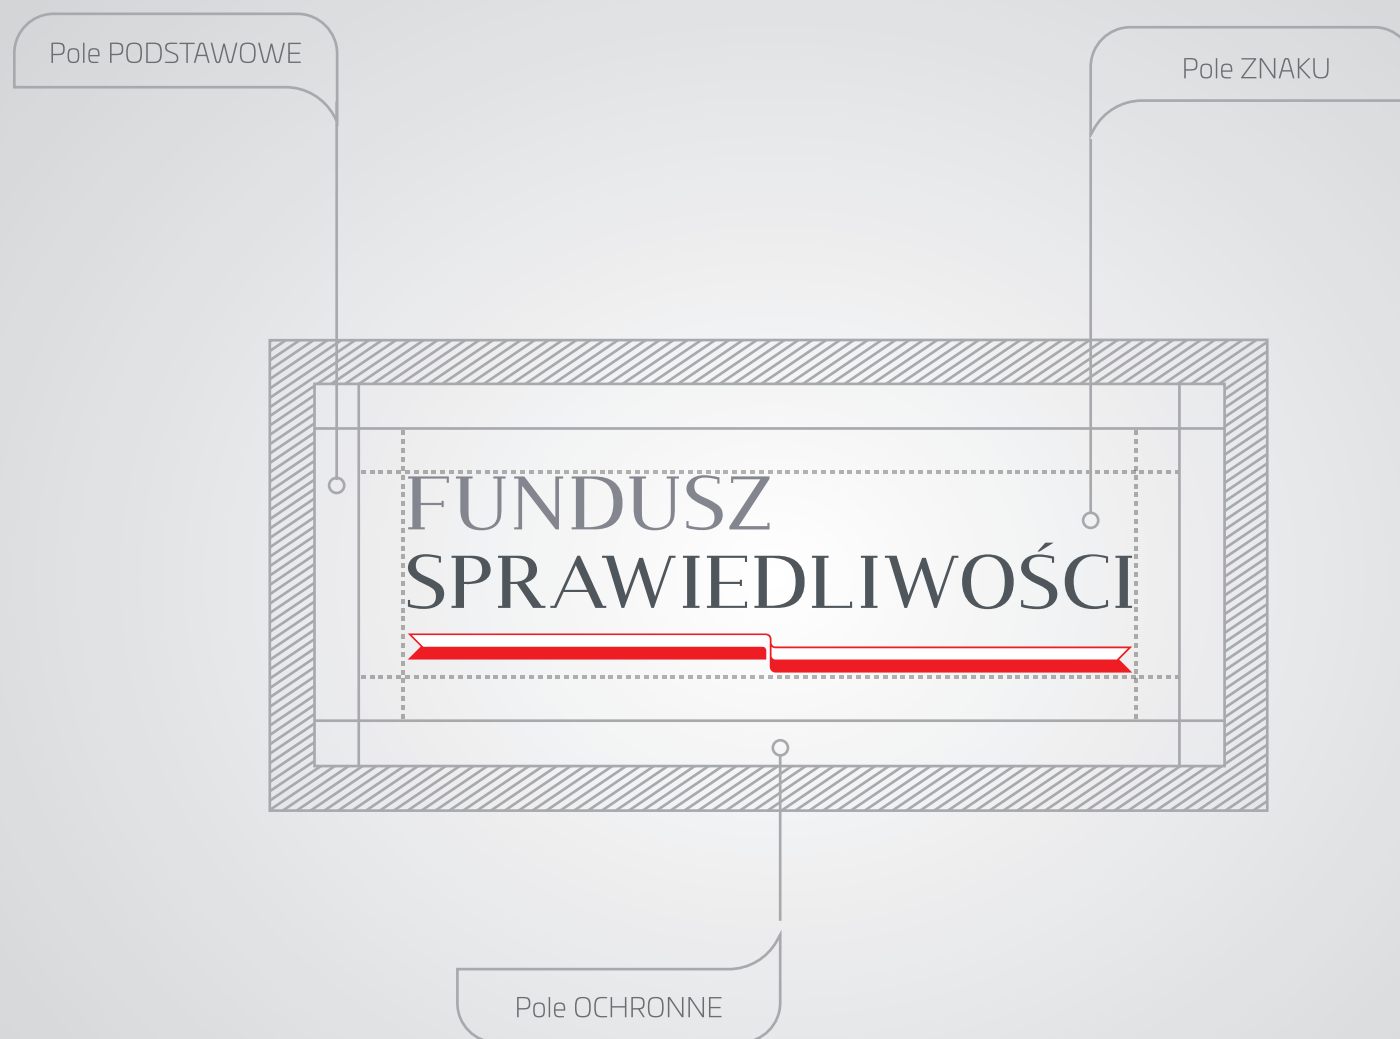 Pole PODSTAWOWE
Pole ZNAKU
FUNDUSZ
SPRAWIEDLIWOŚCI
Pole OCHRONNE